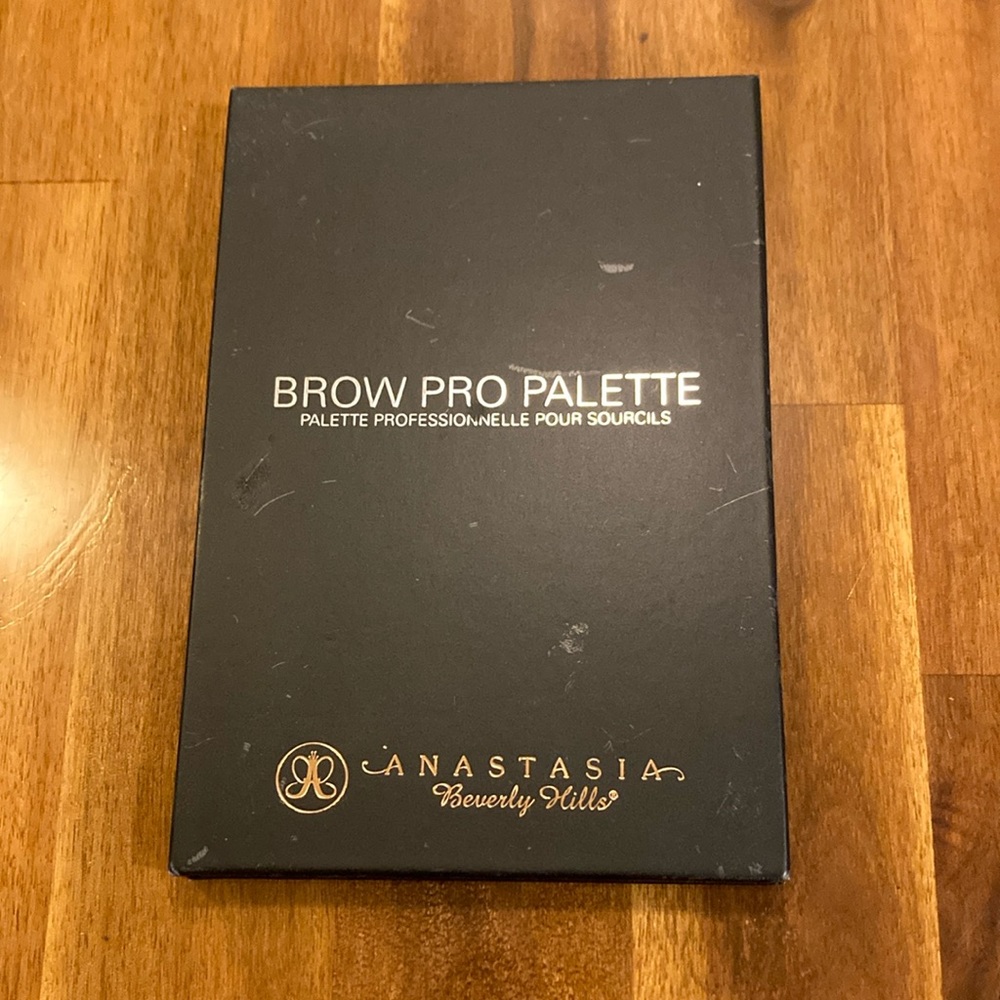 BROW PRO PALETTE
PALETTE PROFESSIONNELLE POUR SOURCILS
ANASTASIA
Beverly Hills®